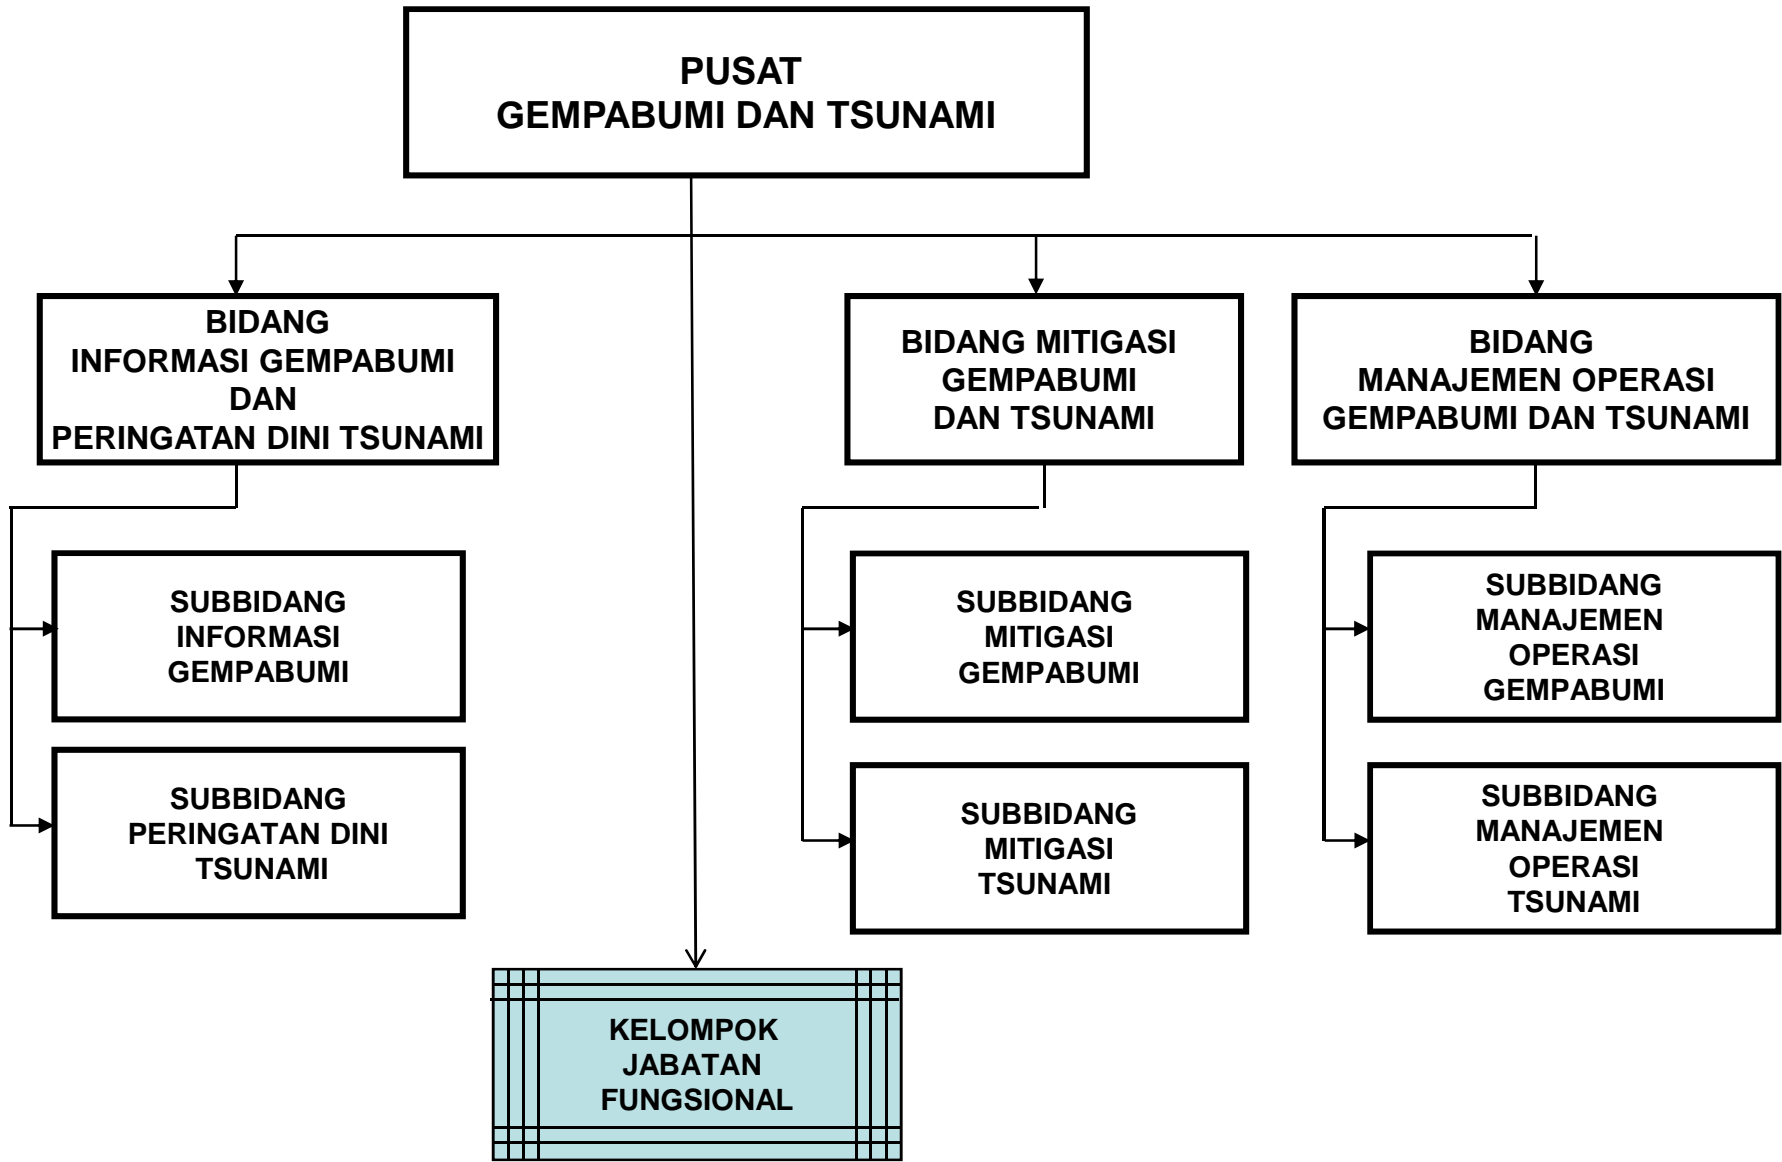 PUSAT
GEMPABUMI DAN TSUNAMI
BIDANG
INFORMASI GEMPABUMI
DAN
PERINGATAN DINI TSUNAMI
BIDANG MITIGASI
GEMPABUMI
DAN TSUNAMI
BIDANG
MANAJEMEN OPERASI
GEMPABUMI DAN TSUNAMI
SUBBIDANG
INFORMASI
GEMPABUMI
SUBBIDANG
MITIGASI
GEMPABUMI
SUBBIDANG
MANAJEMEN
OPERASI
GEMPABUMI
SUBBIDANG
PERINGATAN DINI
TSUNAMI
SUBBIDANG
MITIGASI
TSUNAMI
SUBBIDANG
MANAJEMEN
OPERASI
TSUNAMI
KELOMPOK
JABATAN
FUNGSIONAL